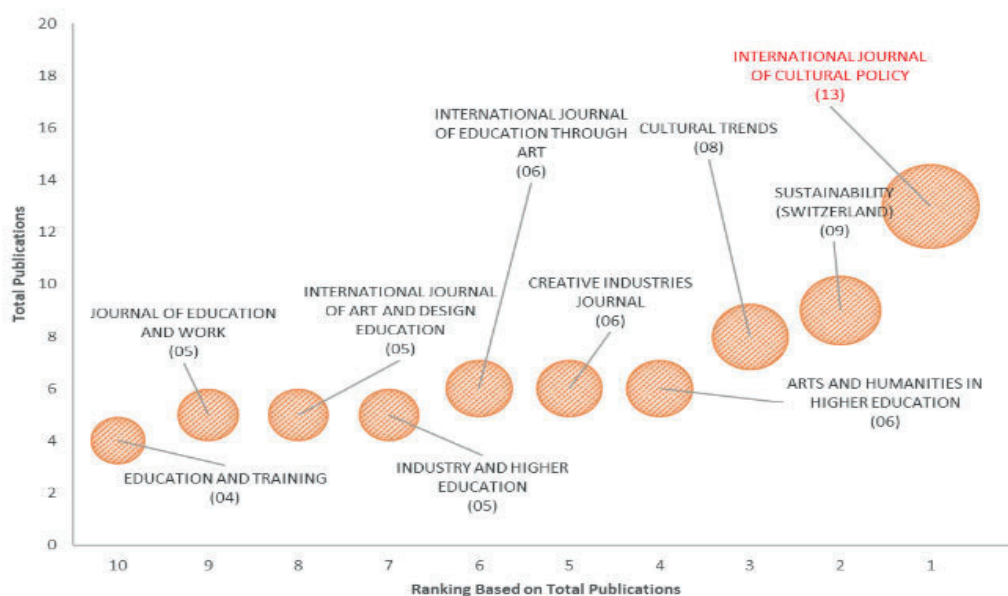 20
18
16
14
12
10
8
6
4
2
0
Total Publications
INTERNATIONAL JOURNAL
OF CULTURAL POLICY
(13)
INTERNATIONAL JOURNAL
OF EDUCATION THROUGH
ART
(06)
CULTURAL TRENDS
(08)
SUSTAINABILITY
(SWITZERLAND)
(09)
CREATIVE INDUSTRIES
JOURNAL
(06)
INTERNATIONAL JOURNAL
OF ART AND DESIGN
EDUCATION
(05)
JOURNAL OF EDUCATION
AND WORK
(05)
ARTS AND HUMANITIES IN
HIGHER EDUCATION
(06)
INDUSTRY AND HIGHER
EDUCATION
(05)
EDUCATION AND TRAINING
(04)
10 9 8 7 6 5 4 3 2 1
Ranking Based on Total Publications